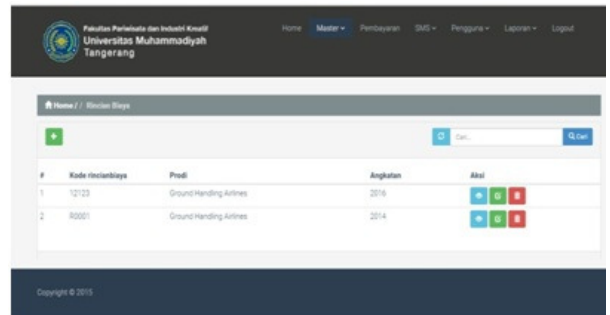 Fakultas Pariwisata dan Industri Kreatif
Universitas Muhammadiyah
Tangerang
Home Master Pembayaran SMS Pengguna Laporan Logout
Home / / Rincian Biaya
Cari... Cari
# Kode rincianbiaya Prodi Angkatan Aksi
1 12123 Ground Handling Airlines 2016
2 R0001 Ground Handling Airlines 2014
Copyright © 2015